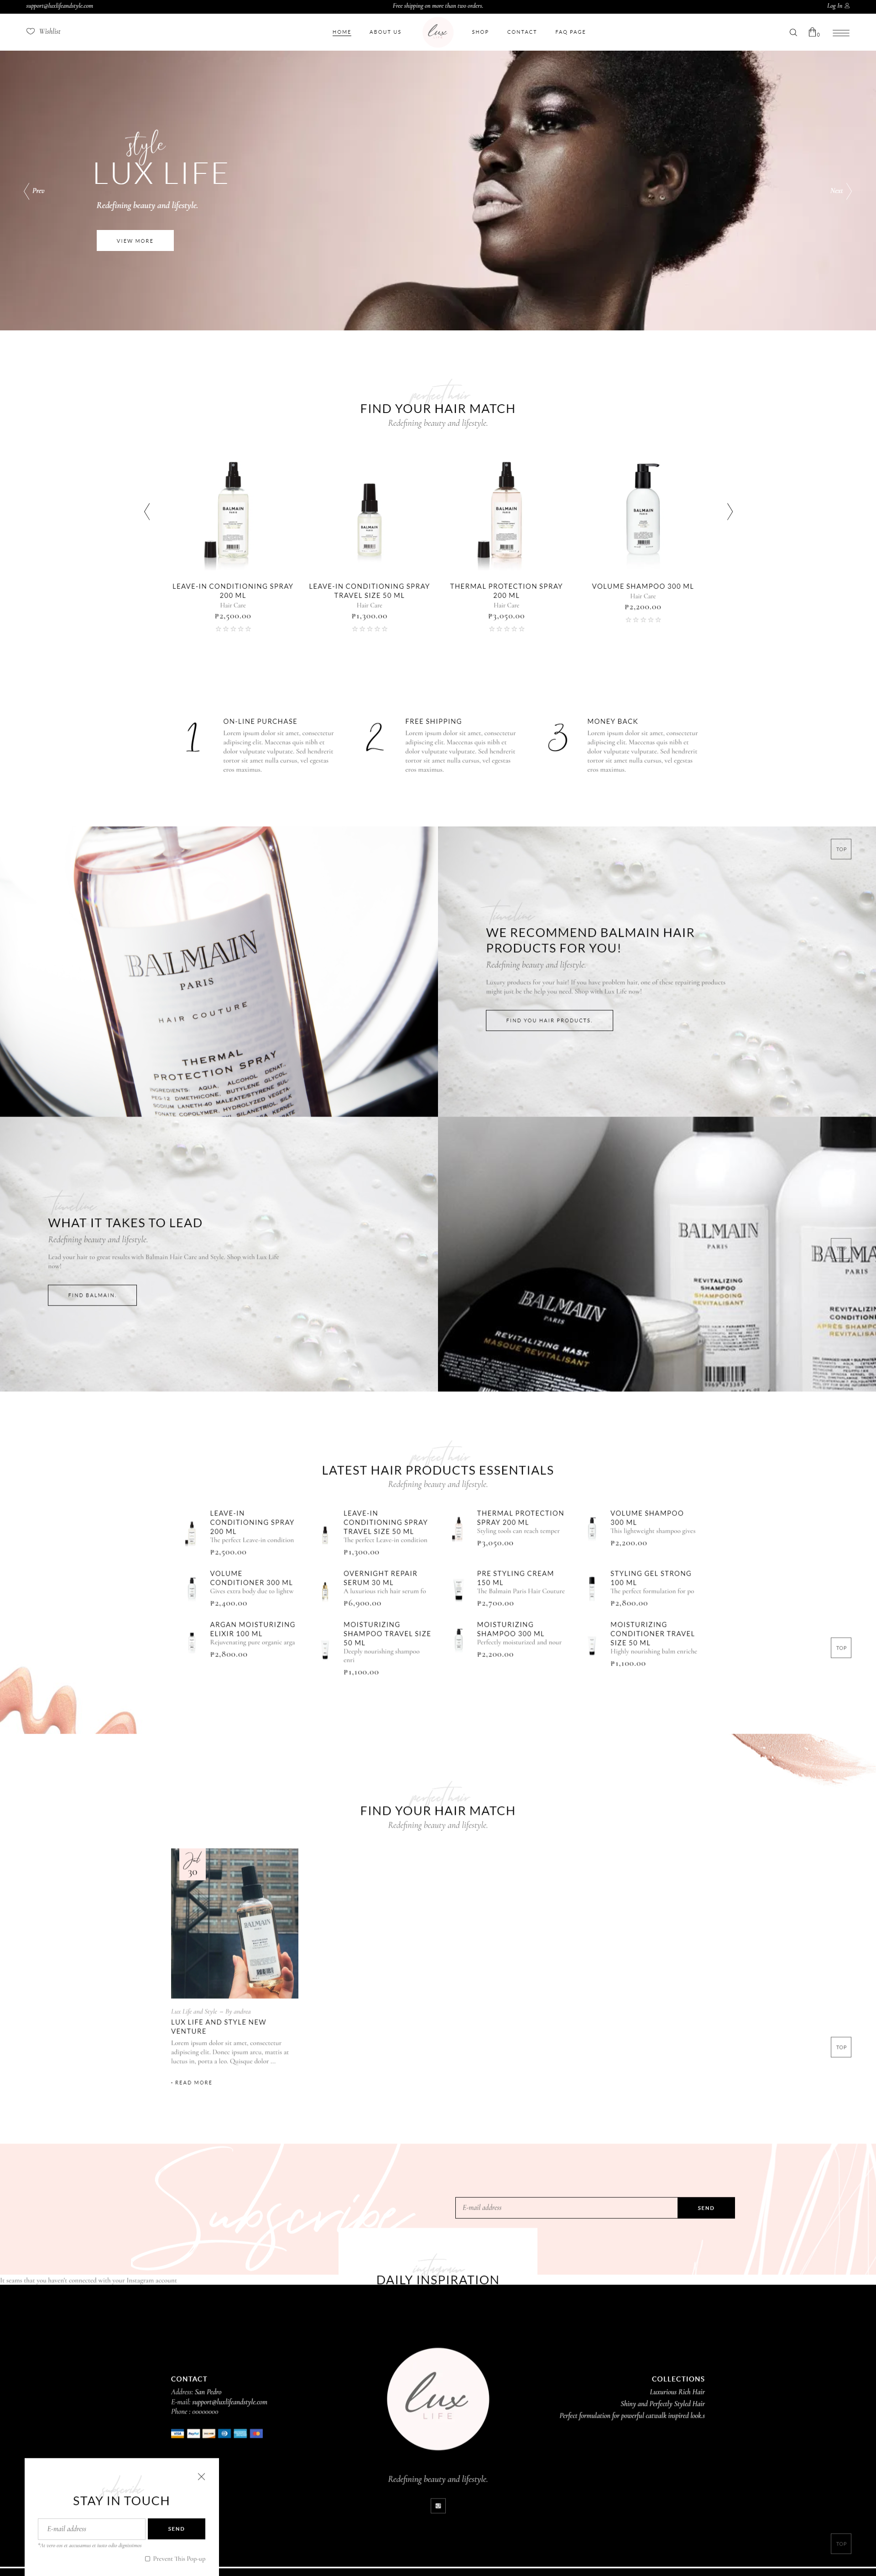 support@luxlifeandstyle.com
Free shipping on more than two orders.
Log In
Wishlist
HOME
ABOUT US
lux
SHOP
CONTACT
FAQ PAGE
0
style
LUX LIFE
Redefining beauty and lifestyle.
VIEW MORE
Prev
Next
perfect hair
FIND YOUR HAIR MATCH
Redefining beauty and lifestyle.
LEAVE-IN CONDITIONING SPRAY
200 ML
Hair Care
₱2,500.00
LEAVE-IN CONDITIONING SPRAY
TRAVEL SIZE 50 ML
Hair Care
₱1,300.00
THERMAL PROTECTION SPRAY
200 ML
Hair Care
₱3,050.00
VOLUME SHAMPOO 300 ML
Hair Care
₱2,200.00
1
ON-LINE PURCHASE
Lorem ipsum dolor sit amet, consectetur
adipiscing elit. Maecenas quis nibh et
dolor vulputate vulputate. Sed hendrerit
tortor sit amet nulla cursus, vel egestas
eros maximus.
2
FREE SHIPPING
Lorem ipsum dolor sit amet, consectetur
adipiscing elit. Maecenas quis nibh et
dolor vulputate vulputate. Sed hendrerit
tortor sit amet nulla cursus, vel egestas
eros maximus.
3
MONEY BACK
Lorem ipsum dolor sit amet, consectetur
adipiscing elit. Maecenas quis nibh et
dolor vulputate vulputate. Sed hendrerit
tortor sit amet nulla cursus, vel egestas
eros maximus.
BALMAIN
PARIS
HAIR COUTURE
THERMAL
PROTECTION SPRAY
TOP
WE RECOMMEND BALMAIN HAIR
PRODUCTS FOR YOU!
Redefining beauty and lifestyle.
Luxury products for your hair! If you have problem hair, one of these repairing products
might just be the help you need. Shop with Lux Life now!
FIND YOU HAIR PRODUCTS.
WHAT IT TAKES TO LEAD
Redefining beauty and lifestyle.
Lead your hair to great results with Balmain Hair Care and Style. Shop with Lux Life
now!
FIND BALMAIN.
BALMAIN
PARIS
REVITALIZING MASK
MASQUE REVITALISANT
BALMAIN
PARIS
REVITALIZING
SHAMPOO
SHAMPOOING
REVITALISANT
perfect hair
LATEST HAIR PRODUCTS ESSENTIALS
Redefining beauty and lifestyle.
LEAVE-IN
CONDITIONING SPRAY
200 ML
The perfect Leave-in condition
₱2,500.00
LEAVE-IN
CONDITIONING SPRAY
TRAVEL SIZE 50 ML
The perfect Leave-in condition
₱1,300.00
THERMAL PROTECTION
SPRAY 200 ML
Styling tools can reach temper
₱3,050.00
VOLUME SHAMPOO
300 ML
This lightweight shampoo gives
₱2,200.00
VOLUME
CONDITIONER 300 ML
Gives extra body due to lightw
₱2,400.00
OVERNIGHT REPAIR
SERUM 30 ML
A luxurious rich hair serum fo
₱6,900.00
PRE STYLING CREAM
150 ML
The Balmain Paris Hair Couture
₱2,700.00
STYLING GEL STRONG
100 ML
The perfect formulation for po
₱2,800.00
ARGAN MOISTURIZING
ELIXIR 100 ML
Rejuvenating pure organic arga
₱2,800.00
MOISTURIZING
SHAMPOO TRAVEL SIZE
50 ML
Deeply nourishing shampoo
enri
₱1,100.00
MOISTURIZING
SHAMPOO 300 ML
Perfectly moisturized and nour
₱2,200.00
MOISTURIZING
CONDITIONER TRAVEL
SIZE 50 ML
Highly nourishing balm enriche
₱1,100.00
TOP
perfect hair
FIND YOUR HAIR MATCH
Redefining beauty and lifestyle.
Jul
30
BALMAIN
Lux Life and Style – By andrea
LUX LIFE AND STYLE NEW
VENTURE
Lorem ipsum dolor sit amet, consectetur
adipiscing elit. Donec ipsum arcu, mattis at
luctus in, porta a leo. Quisque dolor ...
READ MORE
TOP
Subscribe
E-mail address
SEND
instagram
DAILY INSPIRATION
It seams that you haven't connected with your Instagram account
CONTACT
Address: San Pedro
E-mail: support@luxlifeandstyle.com
Phone : 00000000
lux
LIFE
Redefining beauty and lifestyle.
COLLECTIONS
Luxurious Rich Hair
Shiny and Perfectly Styled Hair
Perfect formulation for powerful catwalk inspired look.s
subscribe
STAY IN TOUCH
E-mail address
SEND
Prevent This Pop-up
TOP